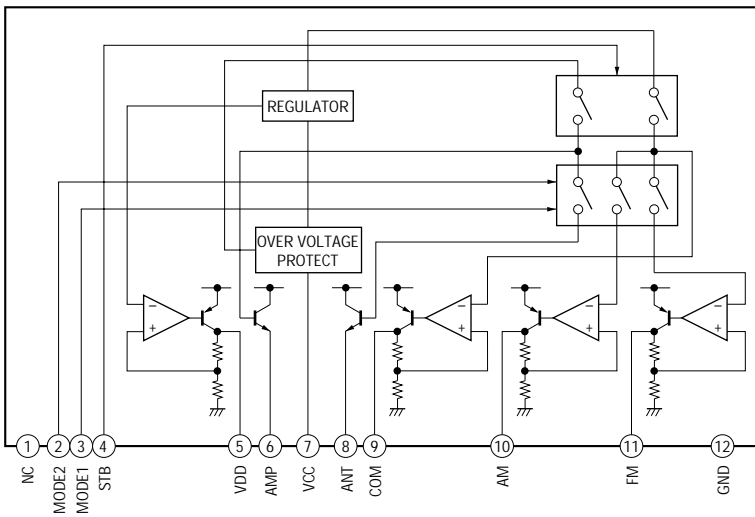 REGULATOR
OVER VOLTAGE
PROTECT
− + − + − + − +
1 2 3 4 5 6 7 8 9 10 11 12
NC MODE2 MODE1 STB VDD AMP VCC ANT COM AM FM GND